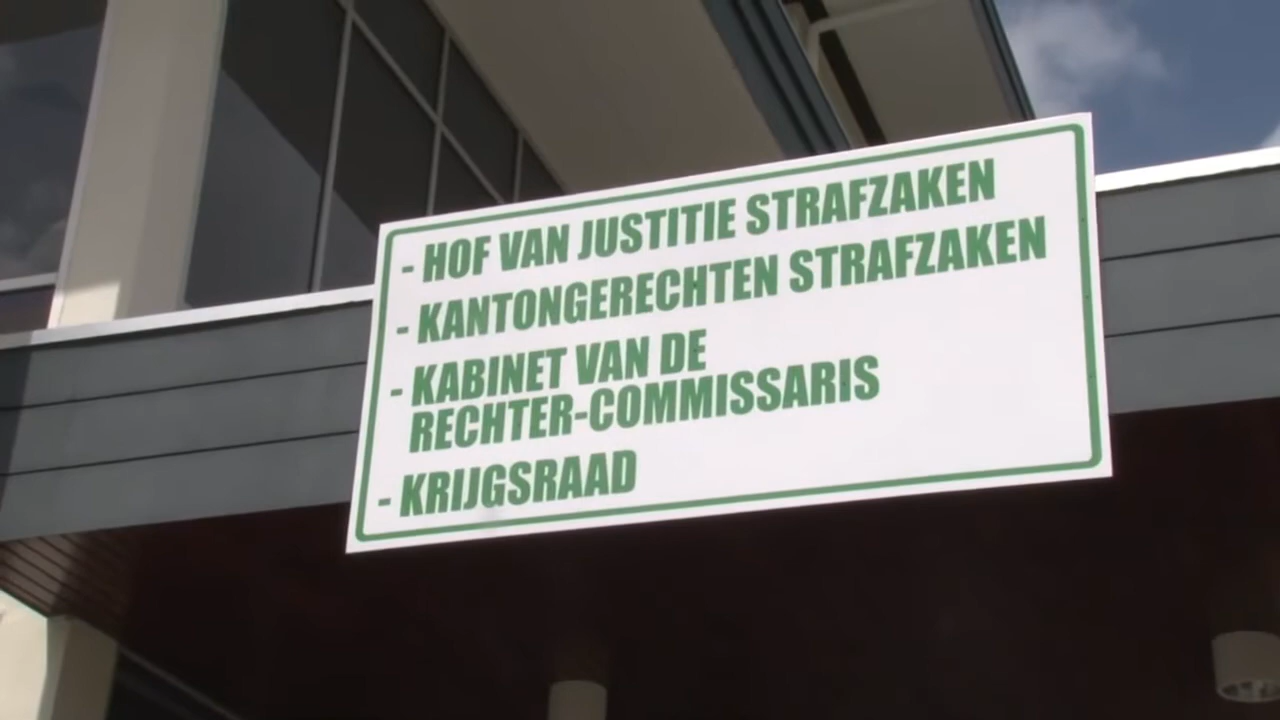 - HOF VAN JUSTITIE STRAFZAKEN
- KANTONGERECHTEN STRAFZAKEN
- KABINET VAN DE
RECHTER-COMMISSARIS
- KRIJGSRAAD